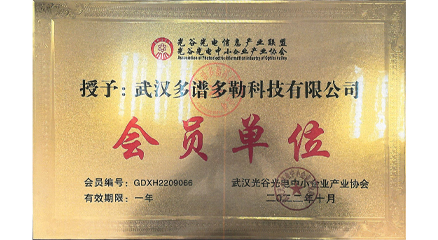 光谷光电信息产业联盟
光谷光电中小企业产业协会
授予：武汉多谱多勒科技有限公司
会员单位
会员编号：GDXH2209066
武汉光谷光电中小企业产业协会
有效期限：一年
二〇二二年十月